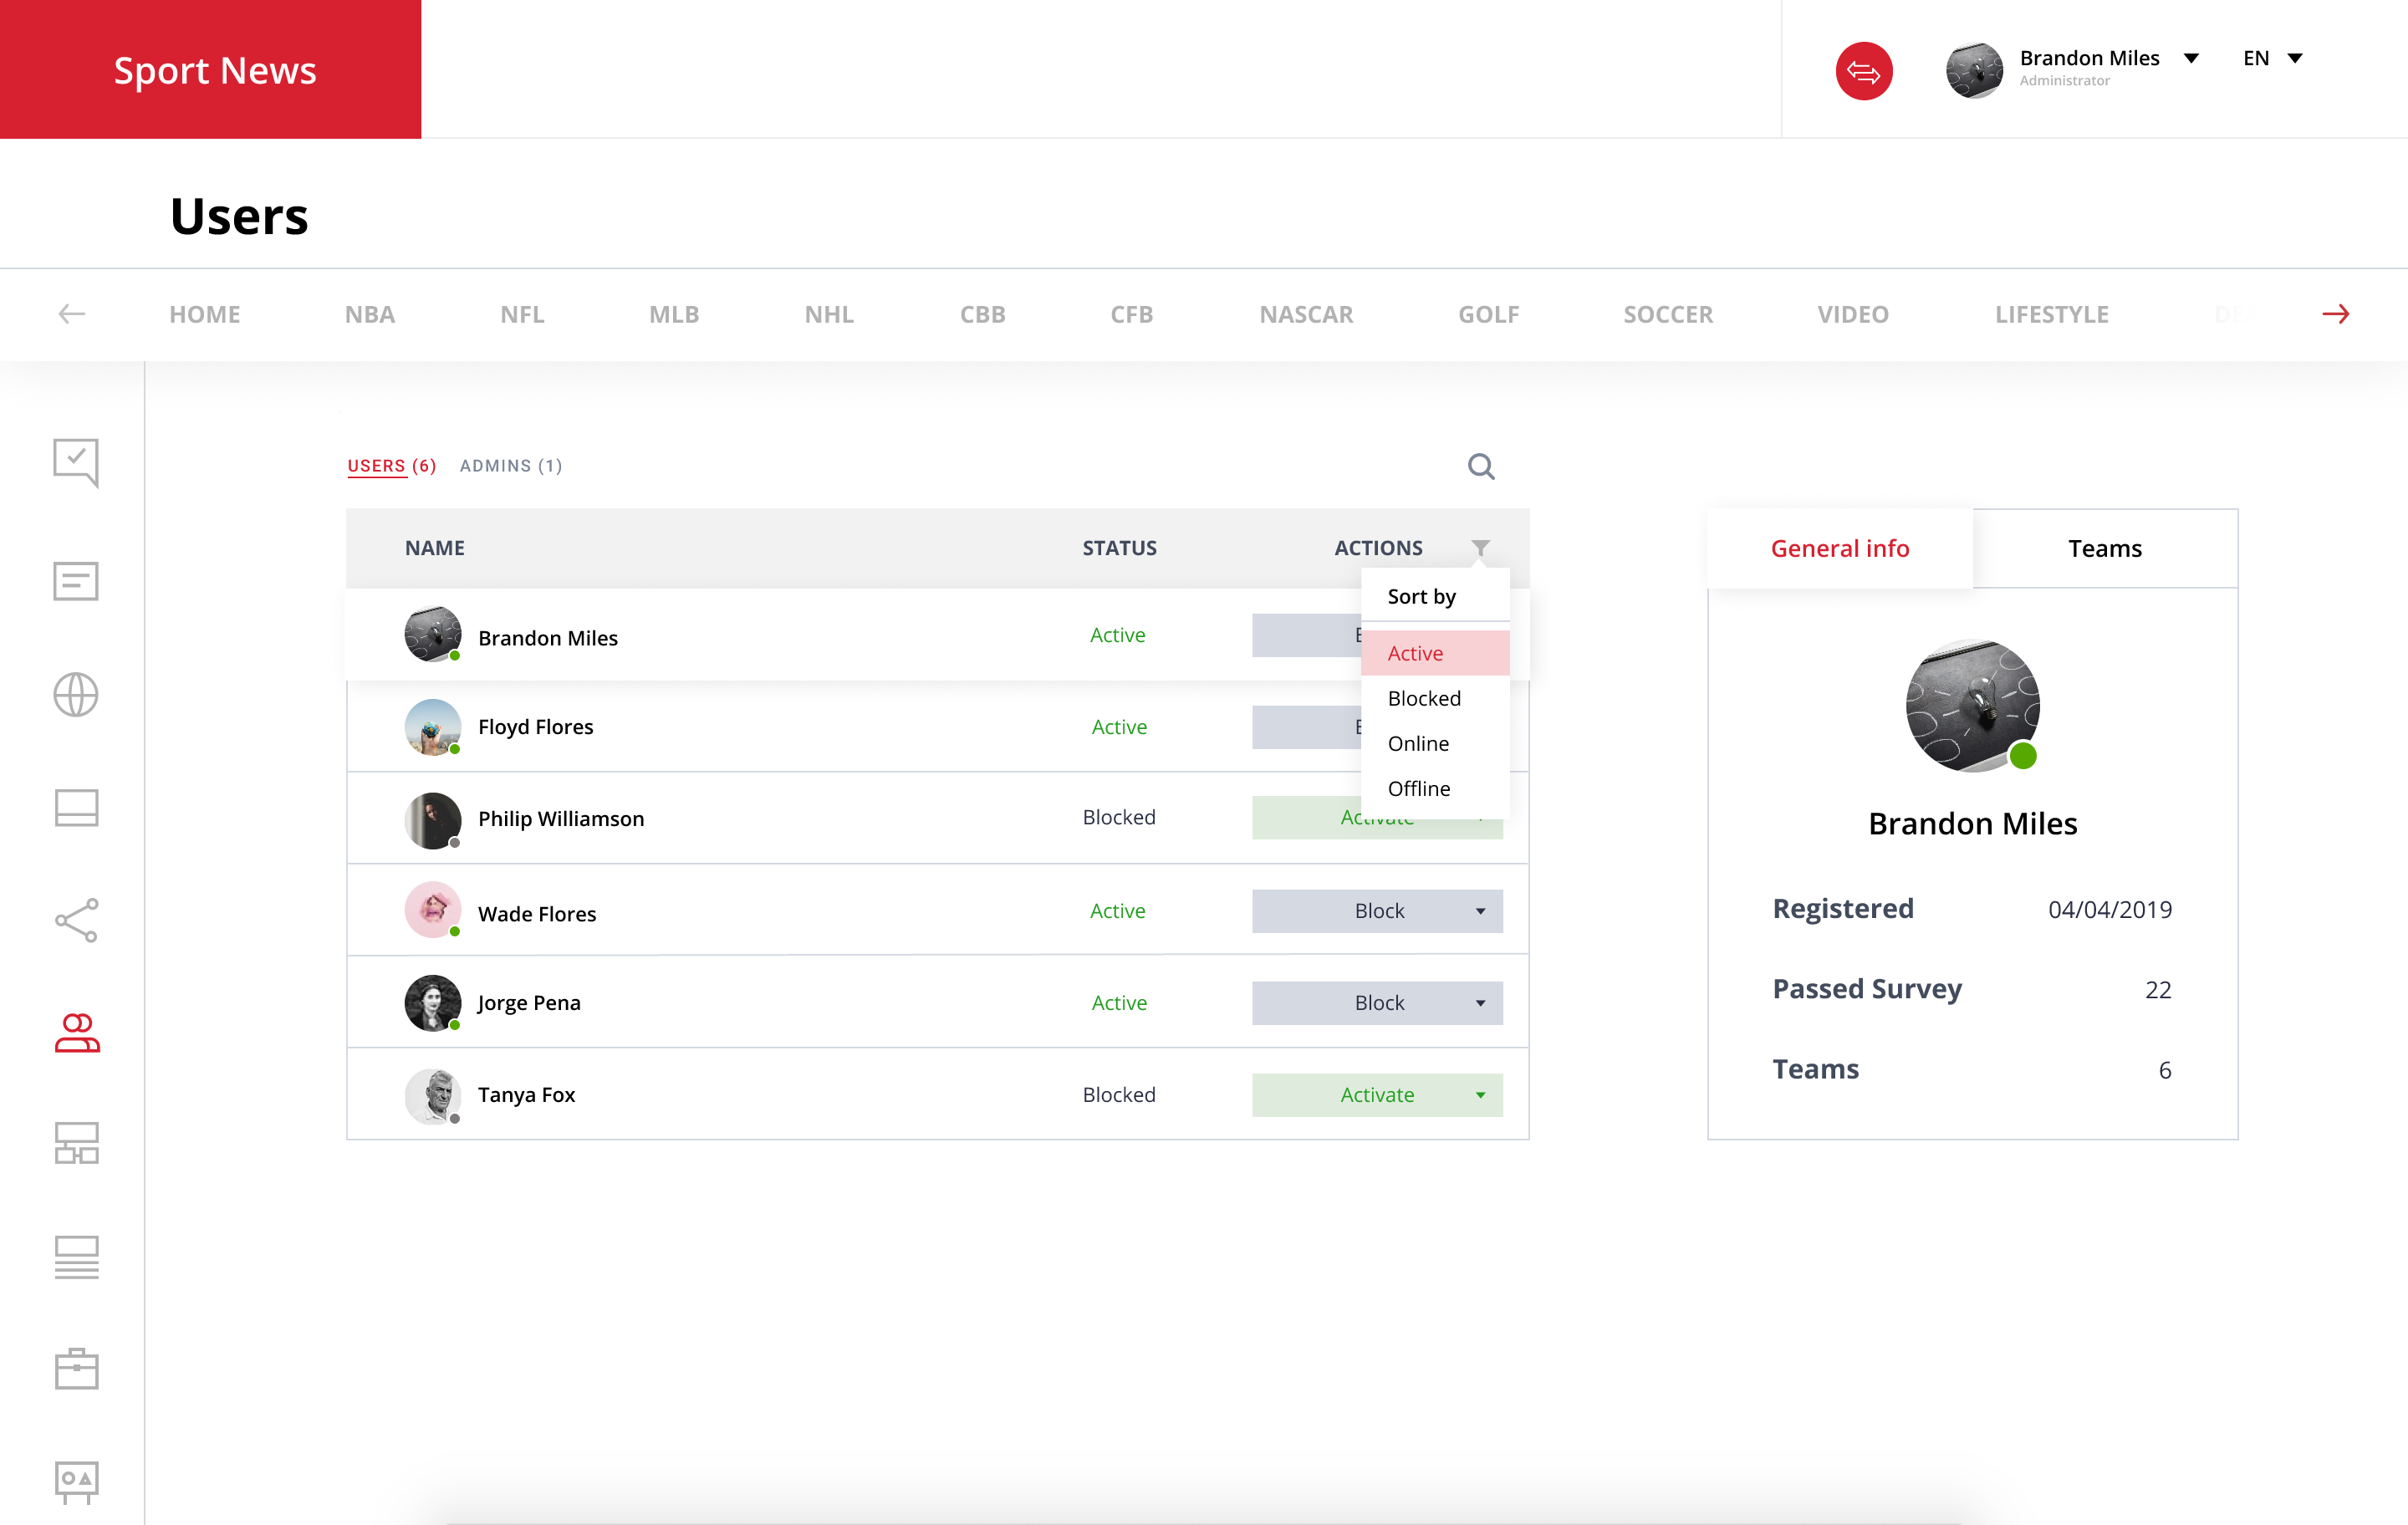 Sport News
Brandon Miles
Administrator
EN
Users
HOME NBA NFL MLB NHL CBB CFB NASCAR GOLF SOCCER VIDEO LIFESTYLE
USERS (6) ADMINS (1)
NAME STATUS ACTIONS
Sort by
Active
Blocked
Online
Offline
Brandon Miles Active
Floyd Flores Active
Philip Williamson Blocked Activate
Wade Flores Active Block
Jorge Pena Active Block
Tanya Fox Blocked Activate
General info Teams
Brandon Miles
Registered 04/04/2019
Passed Survey 22
Teams 6